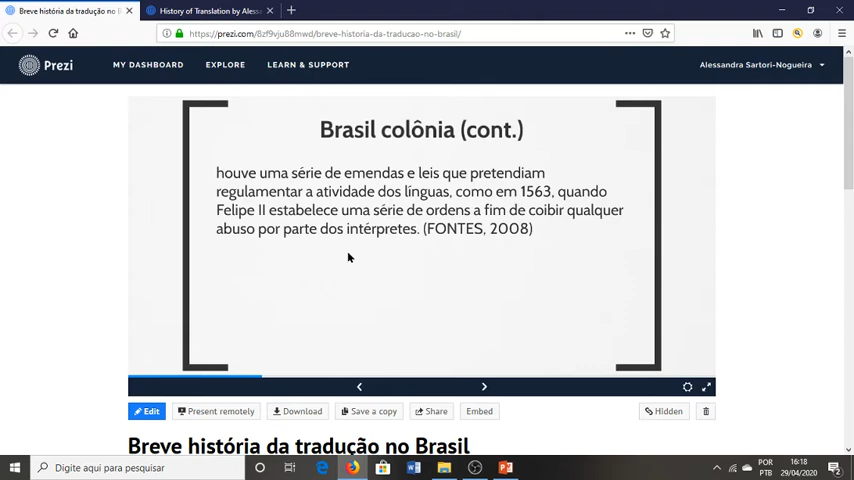 Breve história da tradução no B
History of Translation by Aless
https://prezi.com/8zf9vju88mwd/breve-historia-da-traducao-no-brasil/
Prezi
MY DASHBOARD
EXPLORE
LEARN & SUPPORT
Alessandra Sartori-Nogueira
Brasil colônia (cont.)
houve uma série de emendas e leis que pretendiam
regulamentar a atividade dos línguas, como em 1563, quando
Felipe II estabelece uma série de ordens a fim de coibir qualquer
abuso por parte dos intérpretes. (FONTES, 2008)
Edit
Present remotely
Download
Save a copy
Share
Embed
Hidden
Breve história da tradução no Brasil
Digite aqui para pesquisar
POR
PTB
16:18
29/04/2020
2